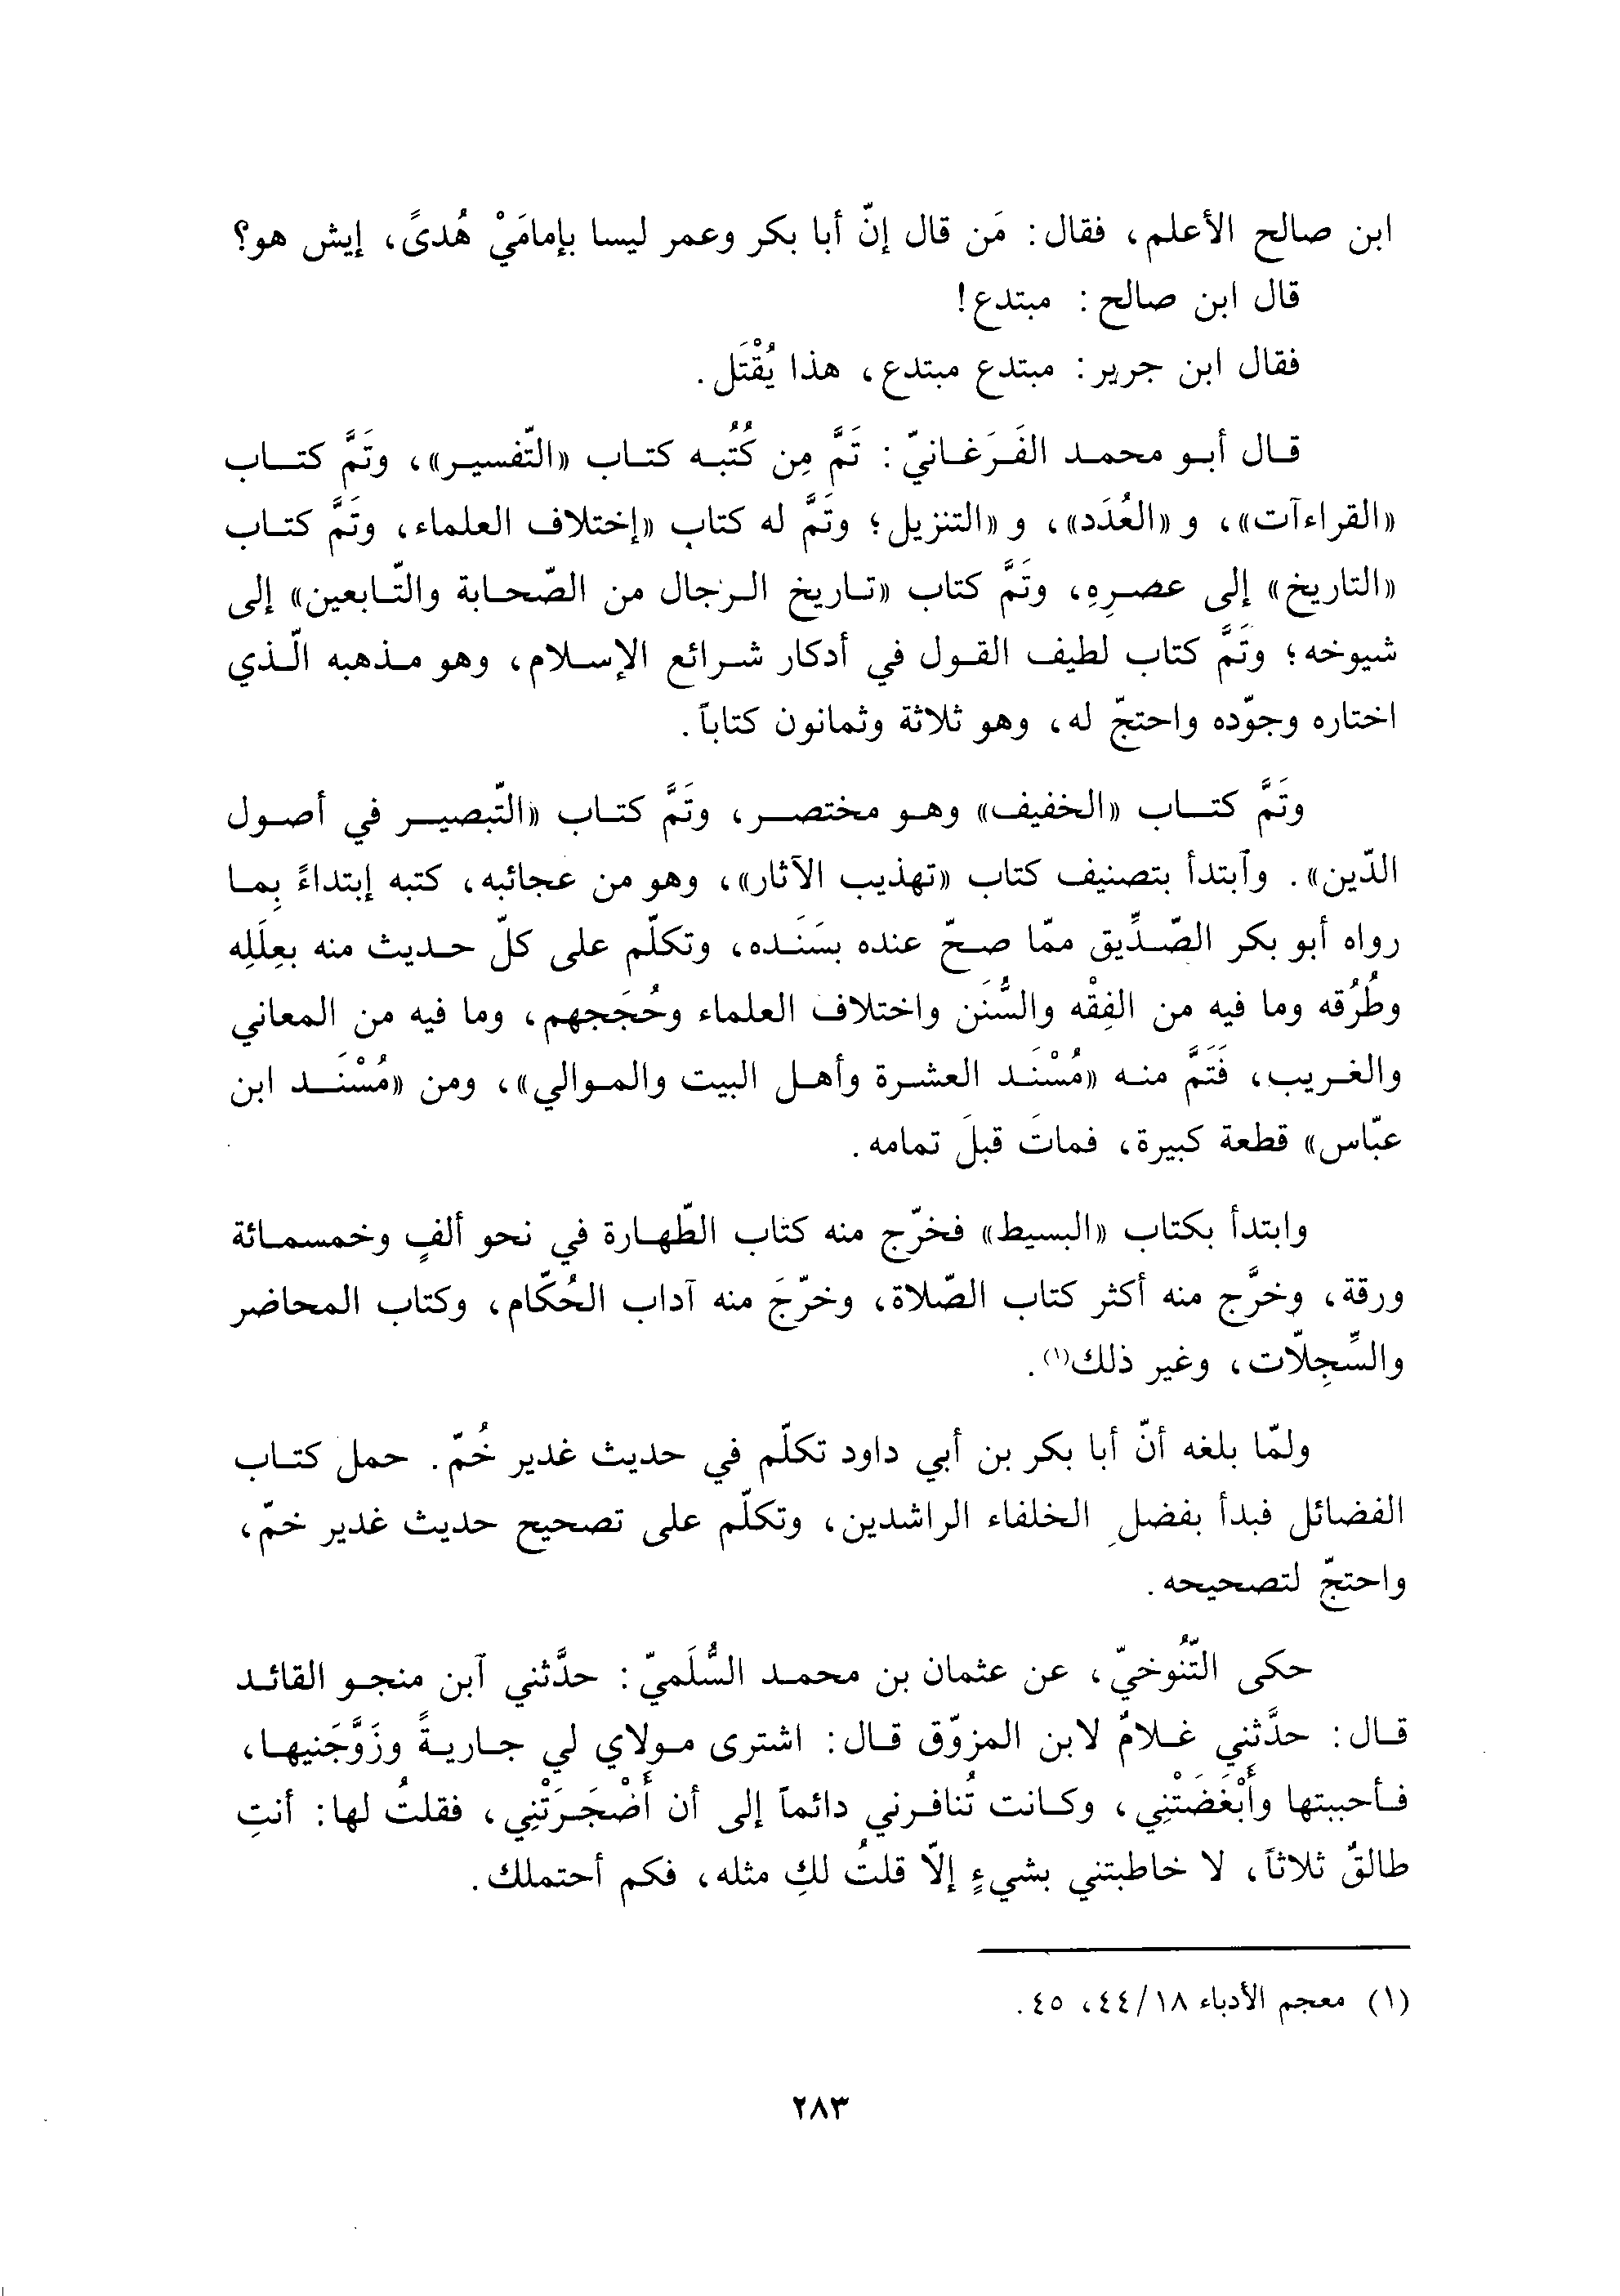 ابن صالح الأعلم، فقال: مَن قال إنّ أبا بكر وعمر ليسا بإمامَيْ هُدىً، إيش هو؟
قال ابن صالح: مبتدع!
فقال ابن جرير: مبتدع مبتدع، هذا يُقْتَل.
قال أبو محمد الفَرَغانيّ: تَمَّ مِن كُتُبه كتاب «التّفسير»، وتَمَّ كتاب
«القراءآت»، و «العُدَد»، و «التنزيل؛ وتَمَّ له كتاب «إختلاف العلماء، وتَمَّ كتاب
«التاريخ» إلى عصرِهِ، وتَمَّ كتاب «تاريخ الرجال من الصّحابة والتّابعين» إلى
شيوخه؛ وتَمَّ كتاب لطيف القول في أدكار شرائع الإسلام، وهو مذهبه الّذي
اختاره وجوّده واحتجّ له، وهو ثلاثة وثمانون كتاباً.
وتَمَّ كتاب «الخفيف» وهو مختصر، وتَمَّ كتاب «التّبصير في أصول
الدّين». وٱبتدأ بتصنيف كتاب «تهذيب الآثار»، وهو من عجائبه، كتبه إبتداءً بِما
رواه أبو بكر الصّدِّيق ممّا صحّ عنده بسَنَده، وتكلّم على كلّ حديث منه بعِلَلِه
وطُرُقه وما فيه من الفِقْه والسُّنَن واختلاف العلماء وحُجَجهم، وما فيه من المعاني
والغريب، فَتَمَّ منه «مُسْنَد العشرة وأهل البيت والموالي»، ومن «مُسْنَد ابن
عبّاس» قطعة كبيرة، فماتَ قبلَ تمامه.
وابتدأ بكتاب «البسيط» فخرّج منه كتاب الطّهارة في نحو ألفٍ وخمسمائة
ورقة، وخرَّج منه أكثر كتاب الصّلاة، وخرّجَ منه آداب الحُكّام، وكتاب المحاضر
والسِّجِلّات، وغير ذلك(١).
ولمّا بلغه أنّ أبا بكر بن أبي داود تكلّم في حديث غدير خُمّ. حمل كتاب
الفضائل فبدأ بفضلِ الخلفاء الراشدين، وتكلّم على تصحيح حديث غدير خمّ،
واحتجّ لتصحيحه.
حكى التّنُوخيّ، عن عثمان بن محمد السُّلَميّ: حدَّثني ٱبن منجو القائد
قال: حدَّثني غلامٌ لابن المزوّق قال: اشترى مولاي لي جاريةً وزَوَّجَنيها،
فأحببتها وأَبْغَضَتْنِي، وكانت تُنافرني دائماً إلى أن أَضْجَرَتْنِي، فقلتُ لها: أنتِ
طالقٌ ثلاثاً، لا خاطبتني بشيءٍ إلّا قلتُ لكِ مثله، فكم أحتملك.
(١) معجم الأدباء ٤٤/١٨، ٤٥.
٢٨٣